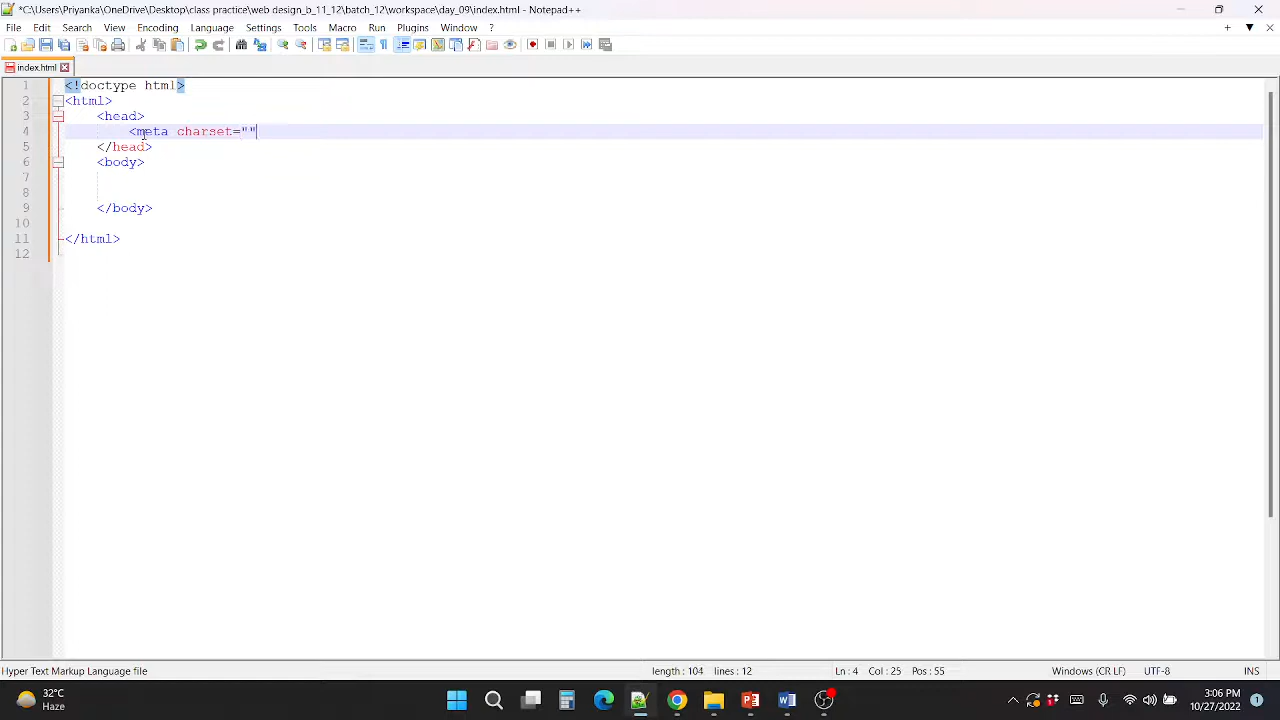 *C:\Users\Priyanka\OneDrive\Desktop\class practice\web design_b_11_12\batch_12\workspace\day_09\index.html - Notepad++
File Edit Search View Encoding Language Settings Tools Macro Run Plugins Window ?
index.html
1 <!doctype html>
2 <html>
3 <head>
4 <meta charset=""
5 </head>
6 <body>
7
8
9 </body>
10
11 </html>
12
Hyper Text Markup Language file length : 104 lines : 12 Ln : 4 Col : 25 Pos : 55 Windows (CR LF) UTF-8 INS
32°C
Haze
3:06 PM
10/27/2022